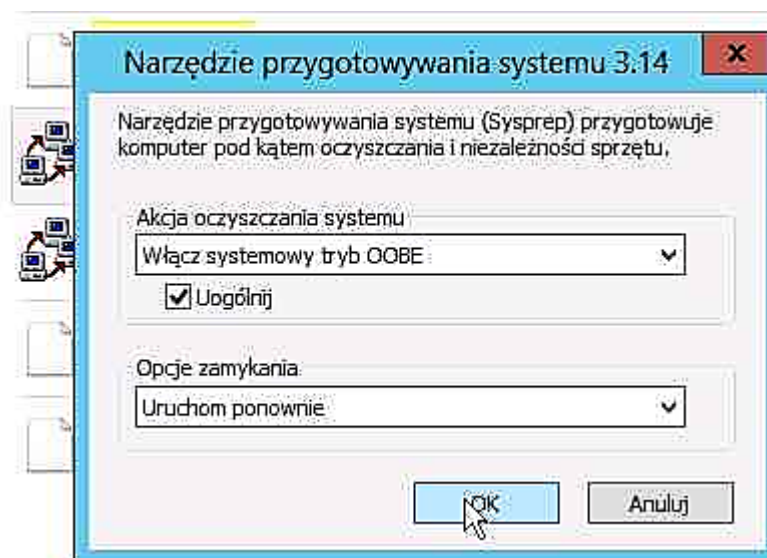 Narzędzie przygotowywania systemu 3.14
Narzędzie przygotowywania systemu (Sysprep) przygotowuje
komputer pod kątem oczyszczania i niezależności sprzętu.
Akcja oczyszczania systemu
Włącz systemowy tryb OOBE
Uogólnij
Opcje zamykania
Uruchom ponownie
OK
Anuluj